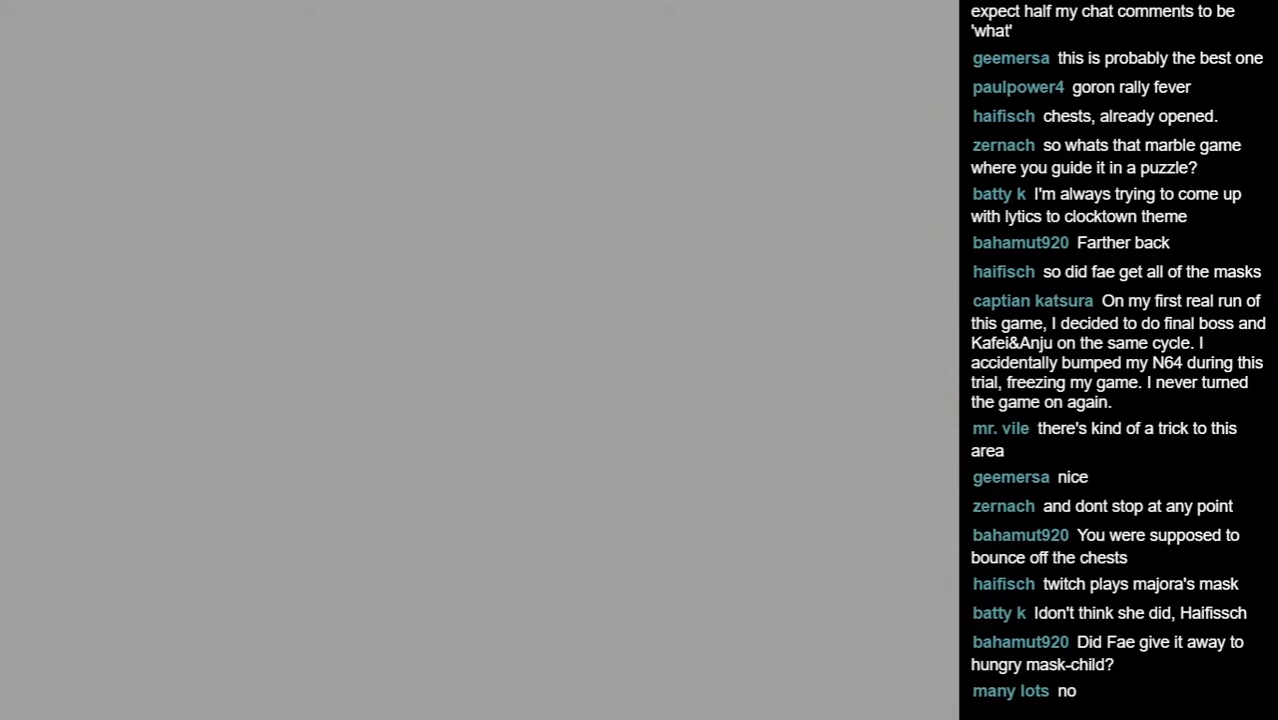 expect half my chat comments to be
'what'
geemersa this is probably the best one
paulpower4 goron rally fever
haifisch chests, already opened.
zernach so whats that marble game
where you guide it in a puzzle?
batty k I'm always trying to come up
with lytics to clocktown theme
bahamut920 Farther back
haifisch so did fae get all of the masks
captian katsura On my first real run of
this game, I decided to do final boss and
Kafei&Anju on the same cycle. I
accidentally bumped my N64 during this
trial, freezing my game. I never turned
the game on again.
mr. vile there's kind of a trick to this
area
geemersa nice
zernach and dont stop at any point
bahamut920 You were supposed to
bounce off the chests
haifisch twitch plays majora's mask
batty k Idon't think she did, Haifissch
bahamut920 Did Fae give it away to
hungry mask-child?
many lots no